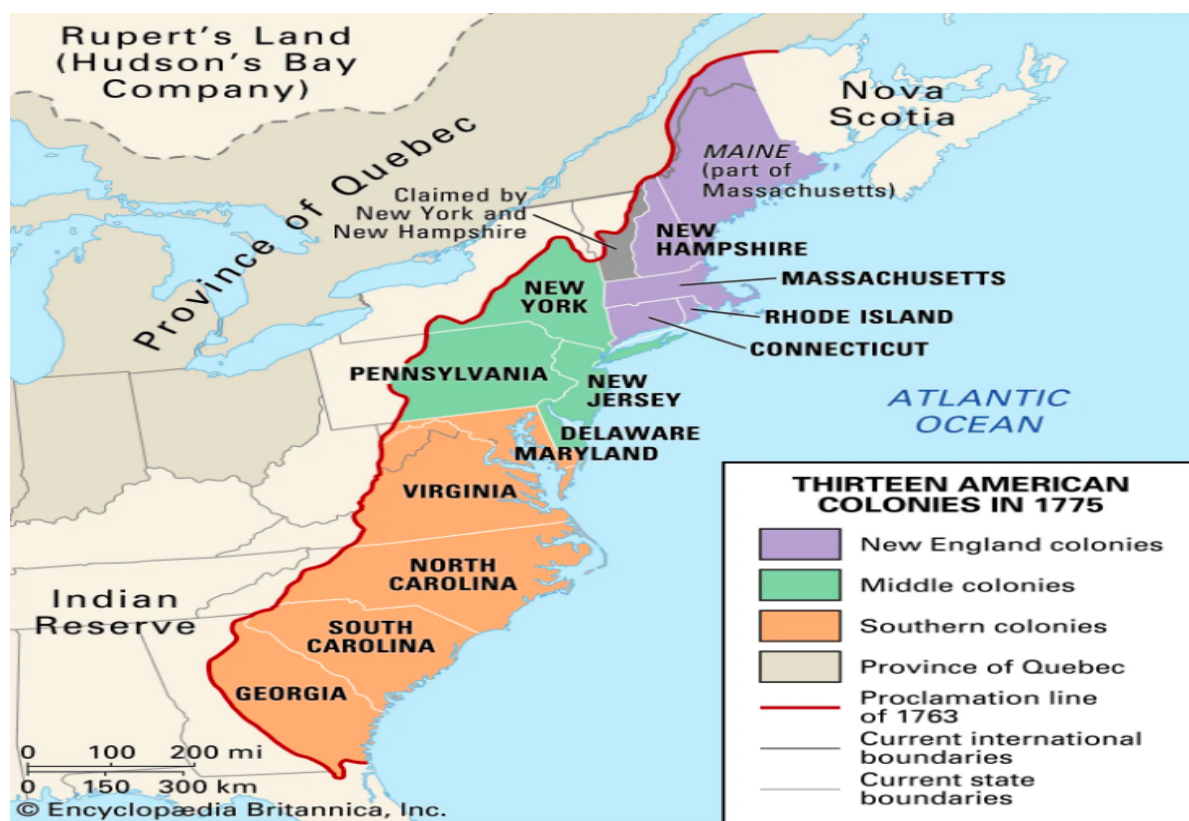 Rupert's Land
(Hudson's Bay
Company)
Province of Quebec
Nova
Scotia
MAINE
(part of
Massachusetts)
Claimed by
New York and
New Hampshire
NEW
HAMPSHIRE
MASSACHUSETTS
NEW
YORK
RHODE ISLAND
CONNECTICUT
PENNSYLVANIA
NEW
JERSEY
ATLANTIC
OCEAN
DELAWARE
MARYLAND
VIRGINIA
NORTH
CAROLINA
Indian
Reserve
SOUTH
CAROLINA
GEORGIA
THIRTEEN AMERICAN
COLONIES IN 1775
New England colonies
Middle colonies
Southern colonies
Province of Quebec
Proclamation line
of 1763
Current international
boundaries
Current state
boundaries
0 100 200 mi
0 150 300 km
© Encyclopædia Britannica, Inc.